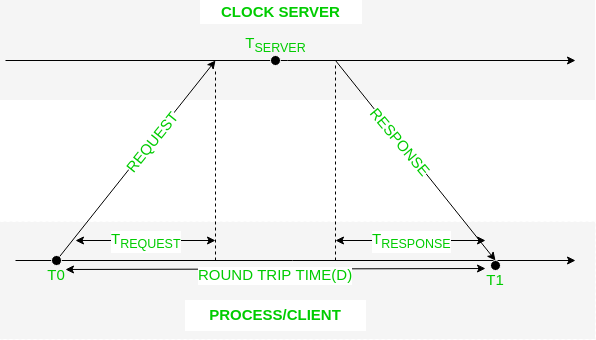 CLOCK SERVER
TSERVER
REQUEST
RESPONSE
TREQUEST
TRESPONSE
T0
ROUND TRIP TIME(D)
T1
PROCESS/CLIENT